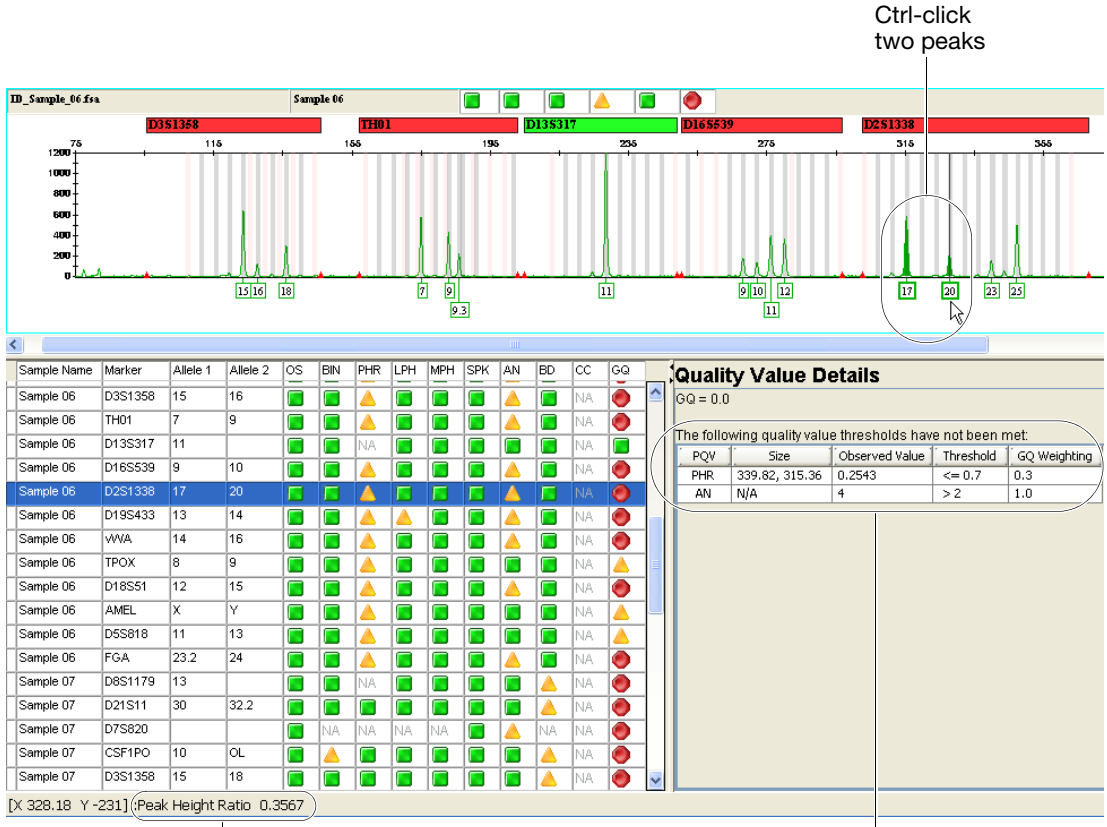 Ctrl-click
two peaks
ID_Sample_06.fsa Sample 06
D3S1358 TH01 D13S317 D16S539 D2S1338
75 115 155 195 235 275 315 355
1200
1000
800
600
400
200
0
15 16 18 7 9 11 9 10 12 17 20 23 25
9.3 11
Sample Name Marker Allele 1 Allele 2 OS BIN PHR LPH MPH SPK AN BD CC GQ
Sample 06 D3S1358 15 16 NA
Sample 06 TH01 7 9 NA
Sample 06 D13S317 11 NA NA
Sample 06 D16S539 9 10 NA
Sample 06 D2S1338 17 20 NA
Sample 06 D19S433 13 14 NA
Sample 06 vWA 14 16 NA
Sample 06 TPOX 8 9 NA
Sample 06 D18S51 12 15 NA
Sample 06 AMEL X Y NA
Sample 06 D5S818 11 13 NA
Sample 06 FGA 23.2 24 NA
Sample 07 D8S1179 13 NA NA
Sample 07 D21S11 30 32.2 NA
Sample 07 D7S820 NA NA NA NA NA NA
Sample 07 CSF1PO 10 OL NA
Sample 07 D3S1358 15 18 NA
Quality Value Details
GQ = 0.0
The following quality value thresholds have not been met:
PQV Size Observed Value Threshold GQ Weighting
PHR 339.82, 315.36 0.2543 <= 0.7 0.3
AN N/A 4 > 2 1.0
[X 328.18 Y -231] :Peak Height Ratio 0.3567